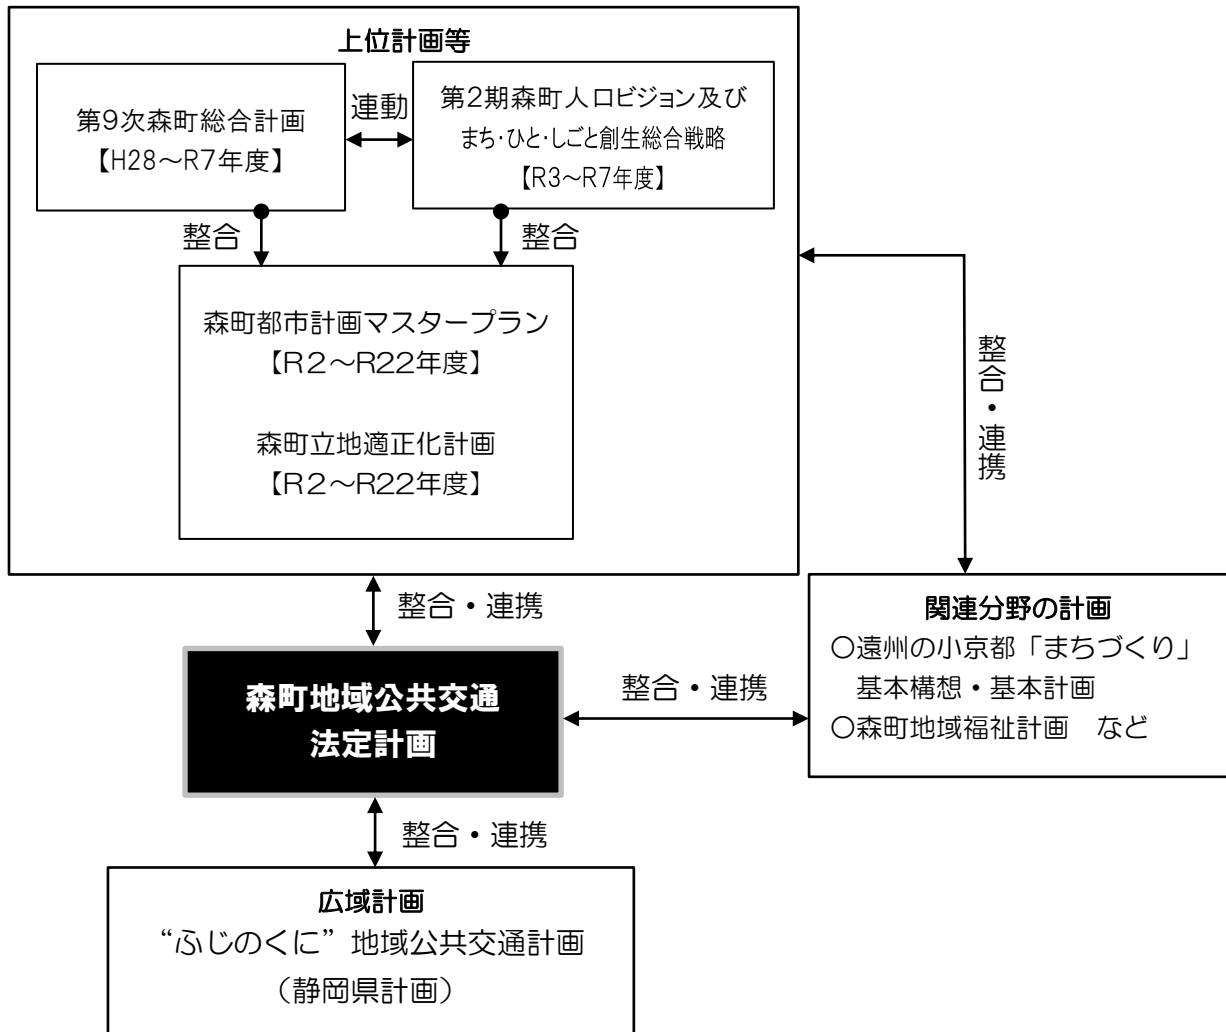 上位計画等
第9次森町総合計画
【H28～R7年度】
連動
第2期森町人口ビジョン及び
まち・ひと・しごと創生総合戦略
【R3～R7年度】
整合
整合
森町都市計画マスタープラン
【R2～R22年度】
森町立地適正化計画
【R2～R22年度】
整合・連携
整合・連携
関連分野の計画
○遠州の小京都「まちづくり」
基本構想・基本計画
○森町地域福祉計画　など
森町地域公共交通
法定計画
整合・連携
整合・連携
広域計画
“ふじのくに”地域公共交通計画
（静岡県計画）